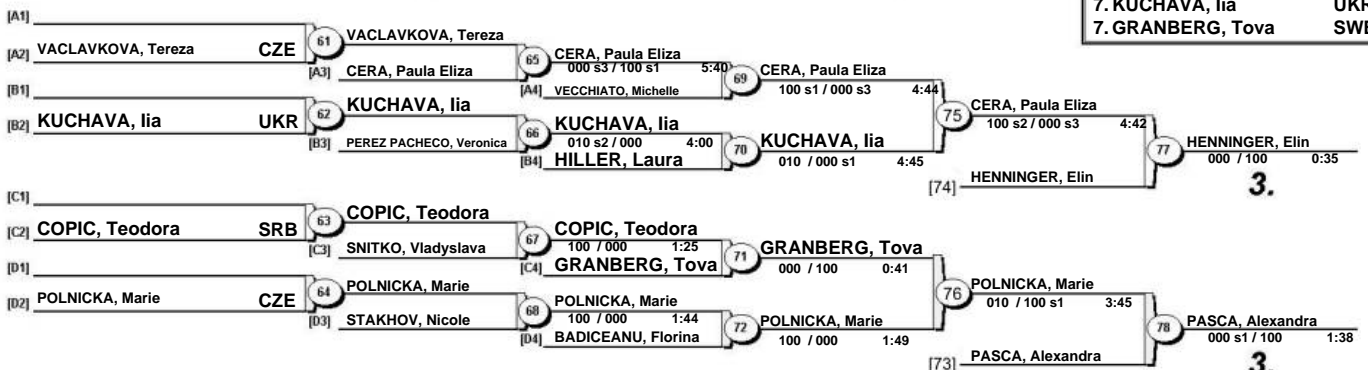 7. KUCHAVA, Iia UKR
7. GRANBERG, Tova SWE
[A1]
[A2] VACLAVKOVA, Tereza CZE 61 VACLAVKOVA, Tereza
[A3] CERA, Paula Eliza 65 CERA, Paula Eliza
000 s3 / 100 s1 5:40
[A4] VECCHIATO, Michelle 69 CERA, Paula Eliza
100 s1 / 000 s3 4:44
[B1]
[B2] KUCHAVA, Iia UKR 62 KUCHAVA, Iia
[B3] PEREZ PACHECO, Veronica 66 KUCHAVA, Iia
010 s2 / 000 4:00
[B4] HILLER, Laura 70 KUCHAVA, Iia
010 / 000 s1 4:45
75 CERA, Paula Eliza
100 s2 / 000 s3 4:42
[74] HENNINGER, Elin 77 HENNINGER, Elin
000 / 100 0:35
3.
[C1]
[C2] COPIC, Teodora SRB 63 COPIC, Teodora
[C3] SNITKO, Vladyslava 67 COPIC, Teodora
100 / 000 1:25
[C4] GRANBERG, Tova 71 GRANBERG, Tova
000 / 100 0:41
[D1]
[D2] POLNICKA, Marie CZE 64 POLNICKA, Marie
[D3] STAKHOV, Nicole 68 POLNICKA, Marie
100 / 000 1:44
[D4] BADICEANU, Florina 72 POLNICKA, Marie
100 / 000 1:49
76 POLNICKA, Marie
010 / 100 s1 3:45
[73] PASCA, Alexandra 78 PASCA, Alexandra
000 s1 / 100 1:38
3.